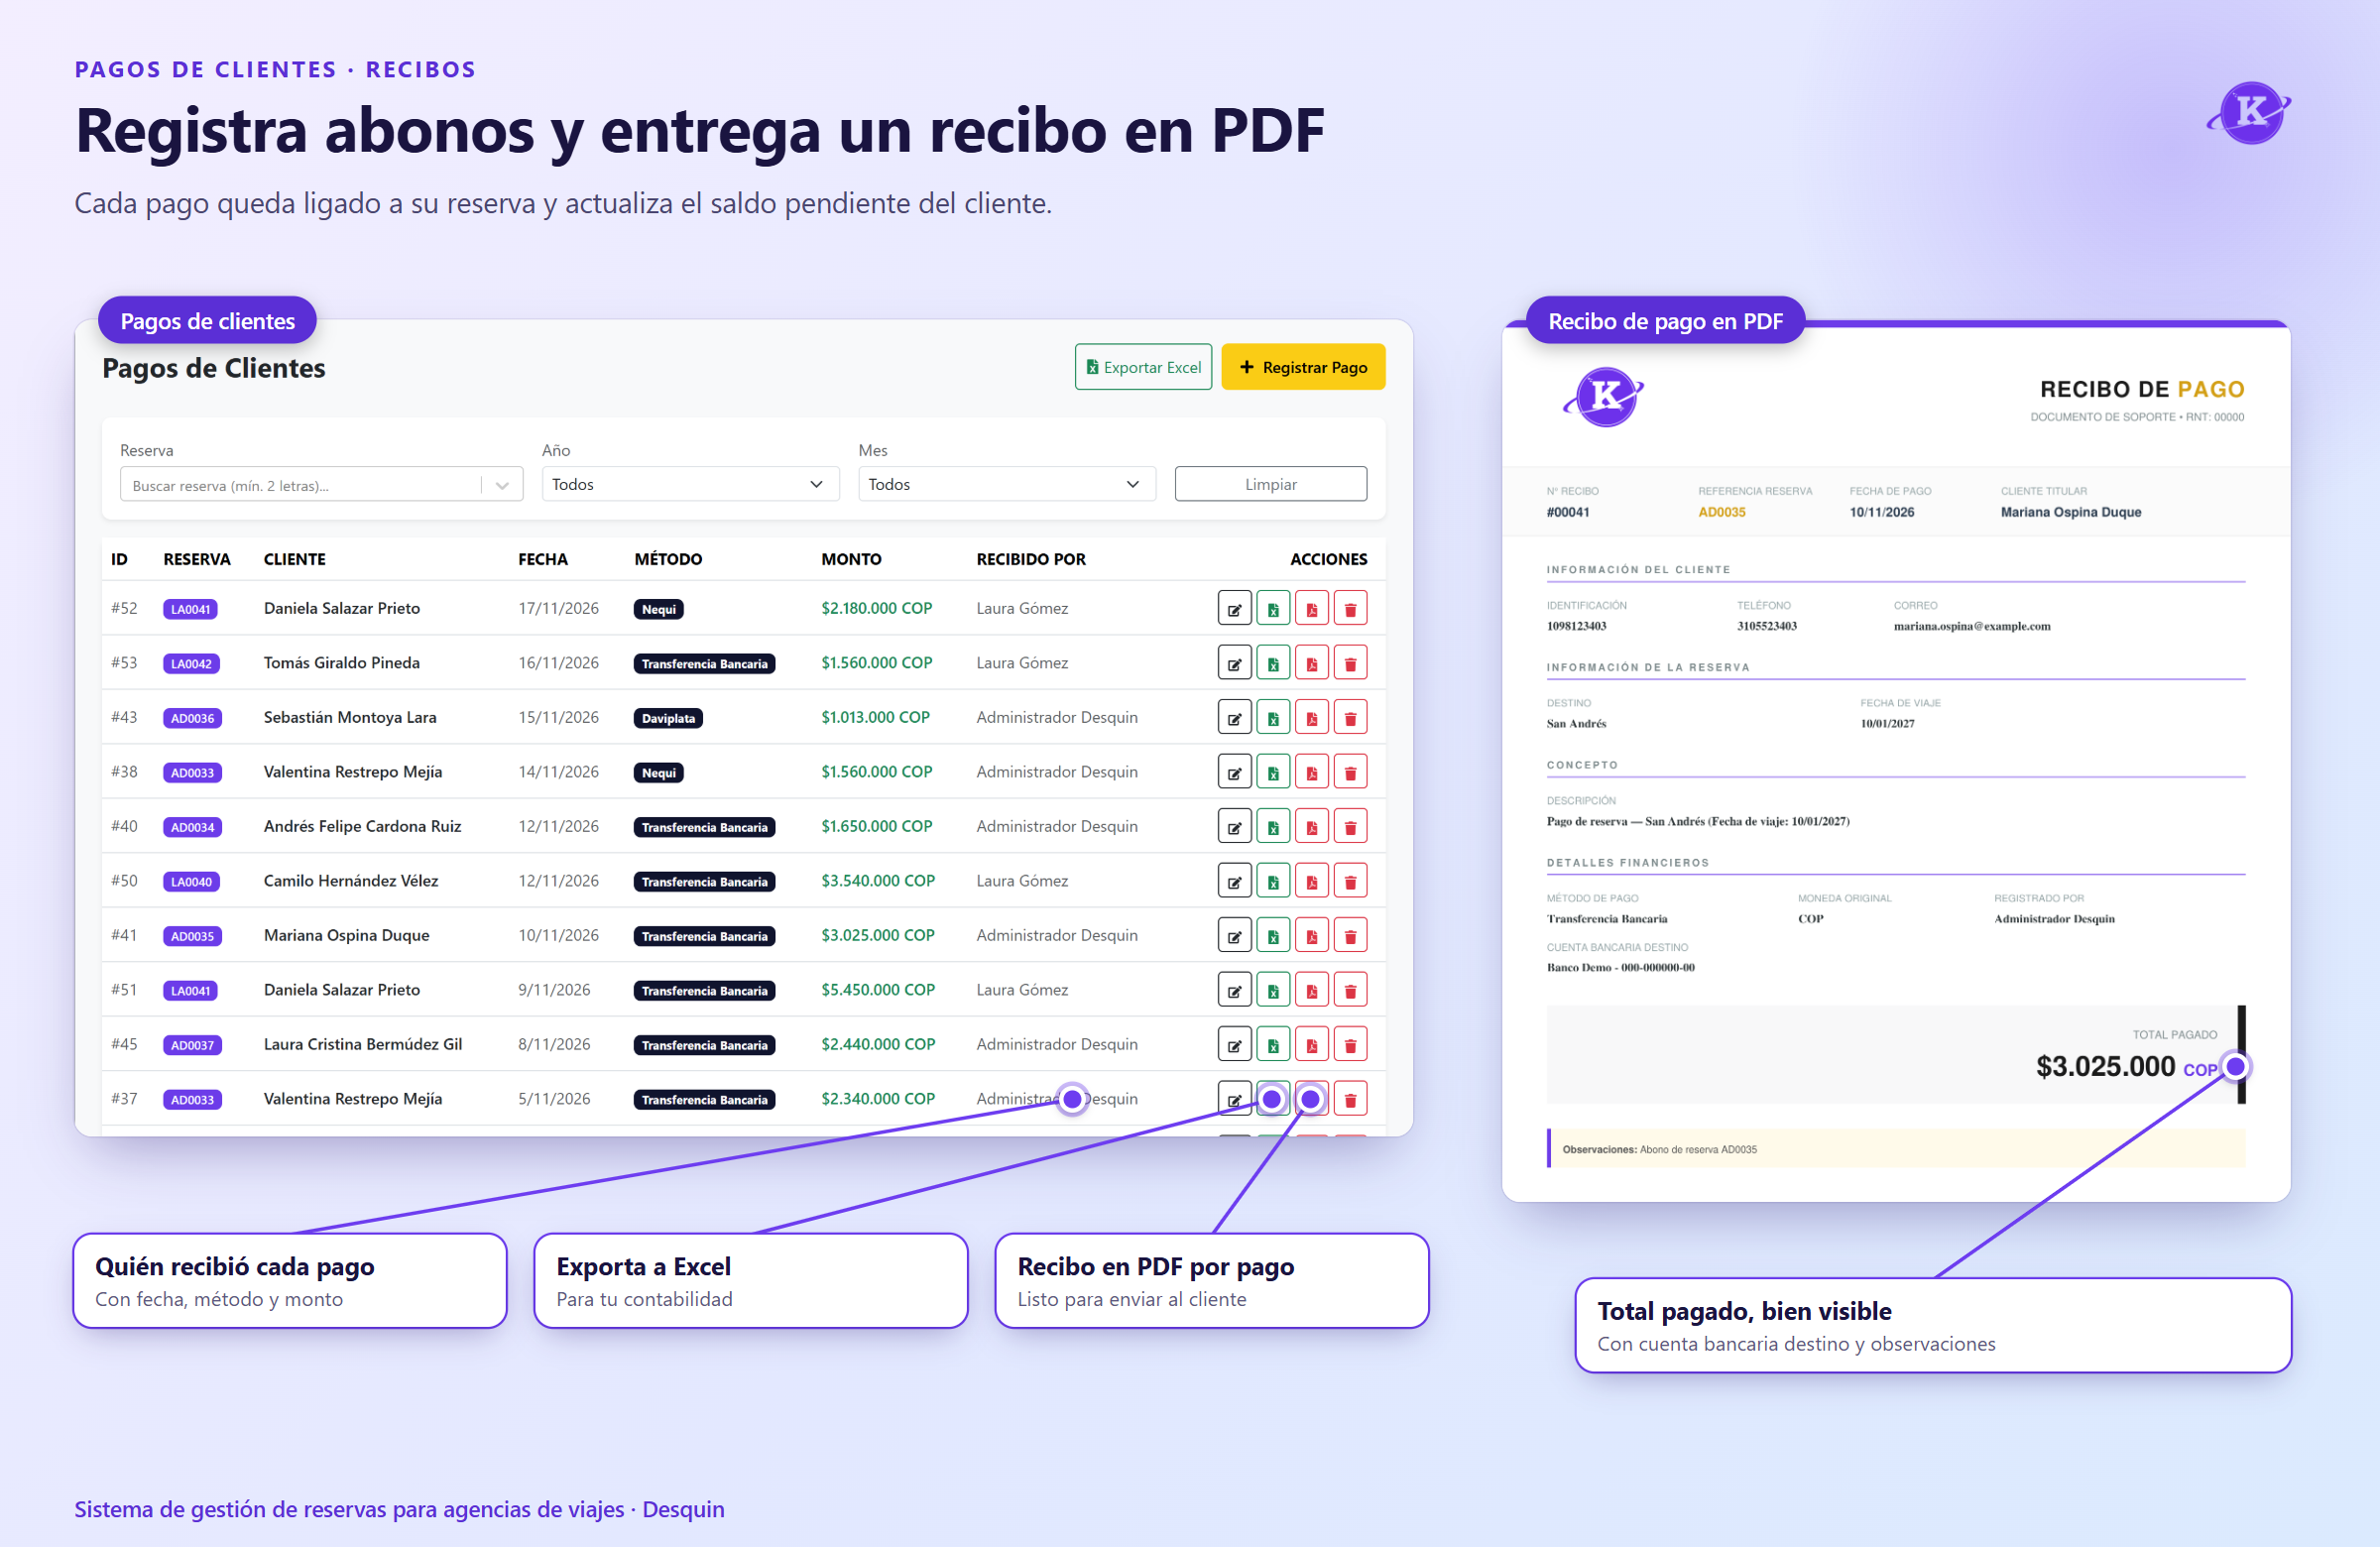 PAGOS DE CLIENTES · RECIBOS
Registra abonos y entrega un recibo en PDF
Cada pago queda ligado a su reserva y actualiza el saldo pendiente del cliente.
K
Pagos de clientes
Pagos de Clientes
Exportar Excel
+ Registrar Pago
Reserva Año Mes
Buscar reserva (mín. 2 letras)... Todos Todos Limpiar
ID RESERVA CLIENTE FECHA MÉTODO MONTO RECIBIDO POR ACCIONES
#52 LA0041 Daniela Salazar Prieto 17/11/2026 Nequi $2.180.000 COP Laura Gómez
#53 LA0042 Tomás Giraldo Pineda 16/11/2026 Transferencia Bancaria $1.560.000 COP Laura Gómez
#43 AD0036 Sebastián Montoya Lara 15/11/2026 Daviplata $1.013.000 COP Administrador Desquin
#38 AD0033 Valentina Restrepo Mejía 14/11/2026 Nequi $1.560.000 COP Administrador Desquin
#40 AD0034 Andrés Felipe Cardona Ruiz 12/11/2026 Transferencia Bancaria $1.650.000 COP Administrador Desquin
#50 LA0040 Camilo Hernández Vélez 12/11/2026 Transferencia Bancaria $3.540.000 COP Laura Gómez
#41 AD0035 Mariana Ospina Duque 10/11/2026 Transferencia Bancaria $3.025.000 COP Administrador Desquin
#51 LA0041 Daniela Salazar Prieto 9/11/2026 Transferencia Bancaria $5.450.000 COP Laura Gómez
#45 AD0037 Laura Cristina Bermúdez Gil 8/11/2026 Transferencia Bancaria $2.440.000 COP Administrador Desquin
#37 AD0033 Valentina Restrepo Mejía 5/11/2026 Transferencia Bancaria $2.340.000 COP Administrador Desquin
Quién recibió cada pago
Con fecha, método y monto
Exporta a Excel
Para tu contabilidad
Recibo en PDF por pago
Listo para enviar al cliente
Recibo de pago en PDF
K
RECIBO DE PAGO
DOCUMENTO DE SOPORTE • RNT: 00000
N° RECIBO REFERENCIA RESERVA FECHA DE PAGO CLIENTE TITULAR
#00041 AD0035 10/11/2026 Mariana Ospina Duque
INFORMACIÓN DEL CLIENTE
IDENTIFICACIÓN TELÉFONO CORREO
1098123403 3105523403 mariana.ospina@example.com
INFORMACIÓN DE LA RESERVA
DESTINO FECHA DE VIAJE
San Andrés 10/01/2027
CONCEPTO
DESCRIPCIÓN
Pago de reserva — San Andrés (Fecha de viaje: 10/01/2027)
DETALLES FINANCIEROS
MÉTODO DE PAGO MONEDA ORIGINAL REGISTRADO POR
Transferencia Bancaria COP Administrador Desquin
CUENTA BANCARIA DESTINO
Banco Demo - 000-000000-00
TOTAL PAGADO
$3.025.000 COP
Observaciones: Abono de reserva AD0035
Total pagado, bien visible
Con cuenta bancaria destino y observaciones
Sistema de gestión de reservas para agencias de viajes · Desquin